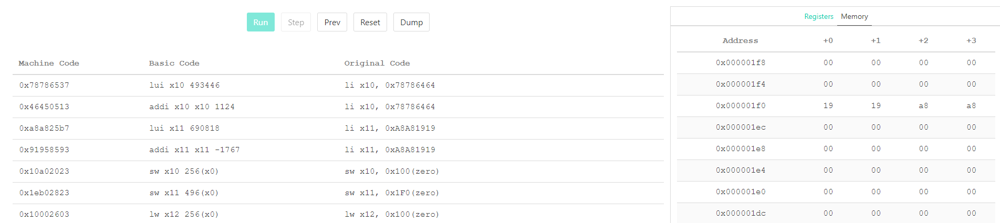 Run Step Prev Reset Dump
Machine Code Basic Code Original Code
0x78786537 lui x10 493446 li x10, 0x78786464
0x46450513 addi x10 x10 1124 li x10, 0x78786464
0xa8a825b7 lui x11 690818 li x11, 0xA8A81919
0x91958593 addi x11 x11 -1767 li x11, 0xA8A81919
0x10a02023 sw x10 256(x0) sw x10, 0x100(zero)
0x1eb02823 sw x11 496(x0) sw x11, 0x1F0(zero)
0x10002603 lw x12 256(x0) lw x12, 0x100(zero)
Registers Memory
Address +0 +1 +2 +3
0x000001f8 00 00 00 00
0x000001f4 00 00 00 00
0x000001f0 19 19 a8 a8
0x000001ec 00 00 00 00
0x000001e8 00 00 00 00
0x000001e4 00 00 00 00
0x000001e0 00 00 00 00
0x000001dc 00 00 00 00